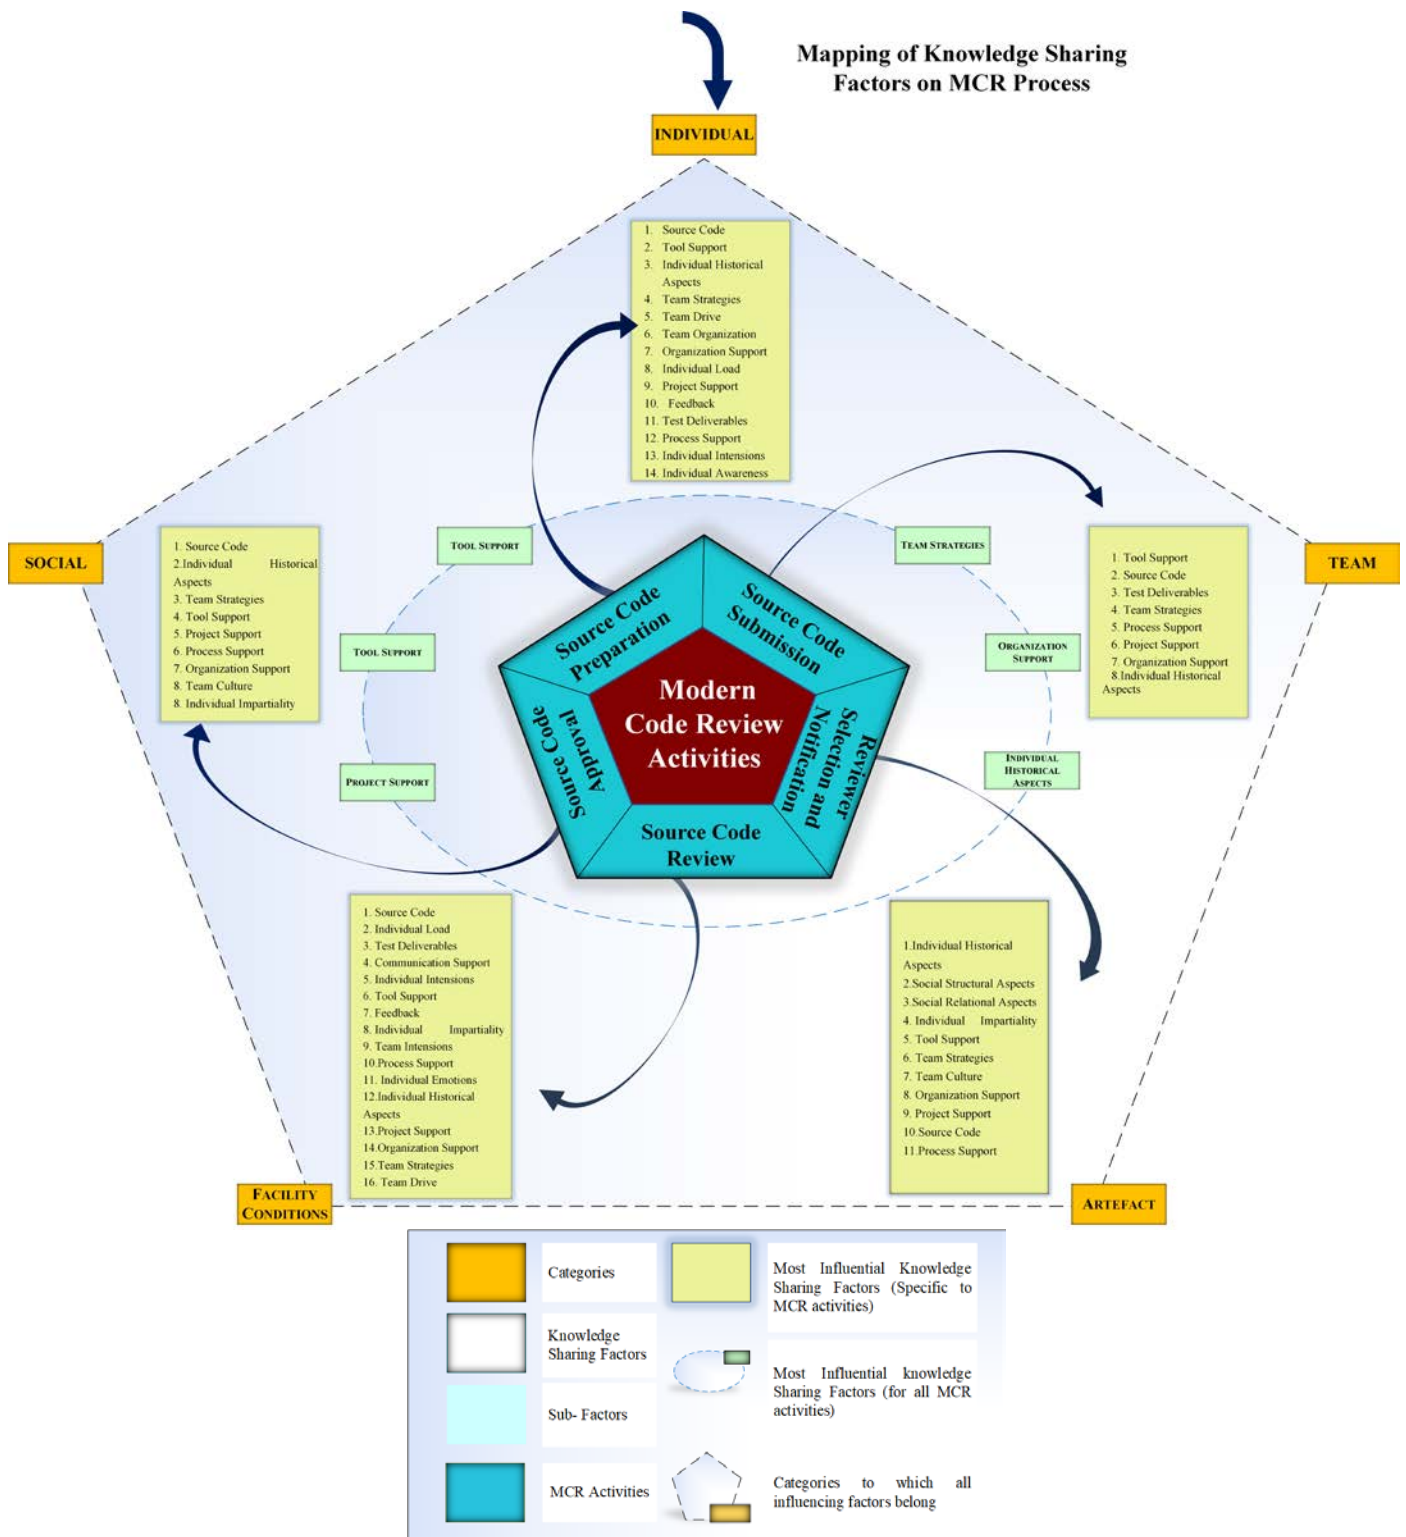 Mapping of Knowledge Sharing
Factors on MCR Process
INDIVIDUAL
1. Source Code
2. Tool Support
3. Individual Historical
Aspects
4. Team Strategies
5. Team Drive
6. Team Organization
7. Organization Support
8. Individual Load
9. Project Support
10. Feedback
11. Test Deliverables
12. Process Support
13. Individual Intensions
14. Individual Awareness
SOCIAL
1. Source Code
2.Individual Historical
Aspects
3. Team Strategies
4. Tool Support
5. Project Support
6. Process Support
7. Organization Support
8. Team Culture
8. Individual Impartiality
TOOL SUPPORT
TOOL SUPPORT
PROJECT SUPPORT
TEAM STRATEGIES
ORGANIZATION
SUPPORT
INDIVIDUAL
HISTORICAL
ASPECTS
TEAM
1. Tool Support
2. Source Code
3. Test Deliverables
4. Team Strategies
5. Process Support
6. Project Support
7. Organization Support
8.Individual Historical
Aspects
Source Code
Preparation
Source Code
Submission
Reviewer
Selection and
Notification
Source Code
Review
Source Code
Approval
Modern
Code Review
Activities
1. Source Code
2. Individual Load
3. Test Deliverables
4. Communication Support
5. Individual Intensions
6. Tool Support
7. Feedback
8. Individual Impartiality
9. Team Intensions
10.Process Support
11. Individual Emotions
12.Individual Historical
Aspects
13.Project Support
14.Organization Support
15.Team Strategies
16. Team Drive
1.Individual Historical
Aspects
2.Social Structural Aspects
3.Social Relational Aspects
4. Individual Impartiality
5. Tool Support
6. Team Strategies
7. Team Culture
8. Organization Support
9. Project Support
10.Source Code
11.Process Support
FACILITY
CONDITIONS
ARTEFACT
Categories
Knowledge
Sharing Factors
Sub- Factors
MCR Activities
Most Influential Knowledge
Sharing Factors (Specific to
MCR activities)
Most Influential knowledge
Sharing Factors (for all MCR
activities)
Categories to which all
influencing factors belong